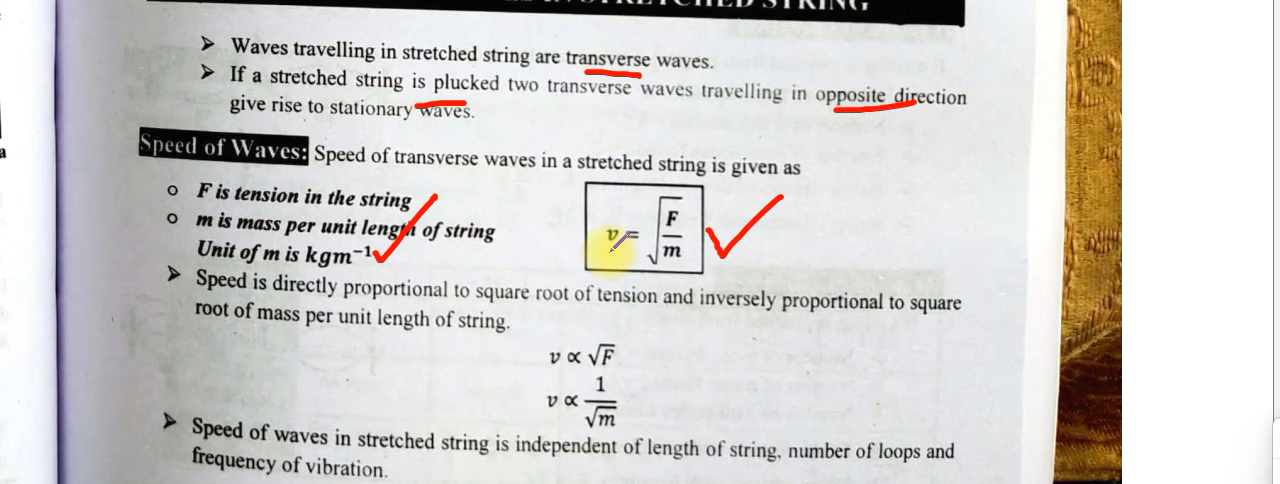 STRETCHED STRING
➤ Waves travelling in stretched string are transverse waves.
➤ If a stretched string is plucked two transverse waves travelling in opposite direction
give rise to stationary waves.
Speed of Waves: Speed of transverse waves in a stretched string is given as
o F is tension in the string
o m is mass per unit length of string
Unit of m is kgm⁻¹
v = √(F/m)
➤ Speed is directly proportional to square root of tension and inversely proportional to square
root of mass per unit length of string.
v ∝ √F
v ∝ 1/√m
➤ Speed of waves in stretched string is independent of length of string, number of loops and
frequency of vibration.
a